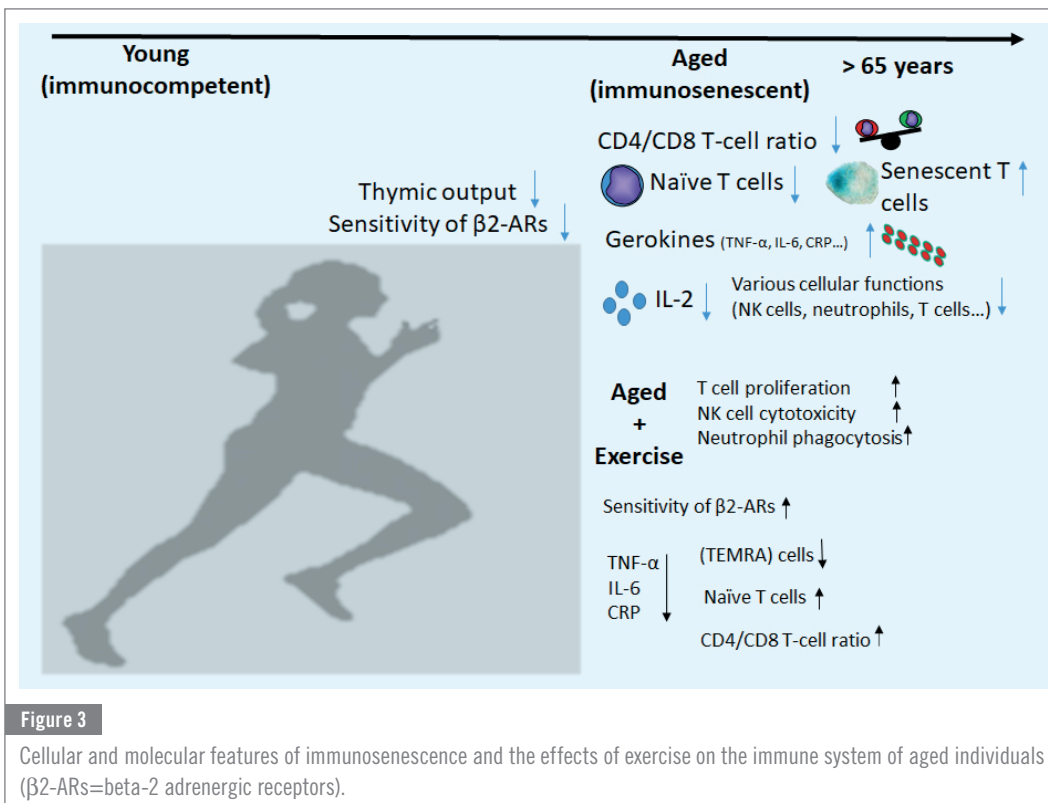 Young
(immunocompetent)
Aged
(immunosenescent)
> 65 years
CD4/CD8 T-cell ratio ↓
Thymic output ↓
Sensitivity of β2-ARs ↓
Naïve T cells ↓
Senescent T ↑
cells
Gerokines (TNF-α, IL-6, CRP...) ↑
IL-2 ↓
Various cellular functions
(NK cells, neutrophils, T cells...) ↓
Aged
+
Exercise
T cell proliferation ↑
NK cell cytotoxicity ↑
Neutrophil phagocytosis ↑
Sensitivity of β2-ARs ↑
TNF-α
IL-6
CRP ↓
(TEMRA) cells ↓
Naïve T cells ↑
CD4/CD8 T-cell ratio ↑
Figure 3
Cellular and molecular features of immunosenescence and the effects of exercise on the immune system of aged individuals
(β2-ARs=beta-2 adrenergic receptors).